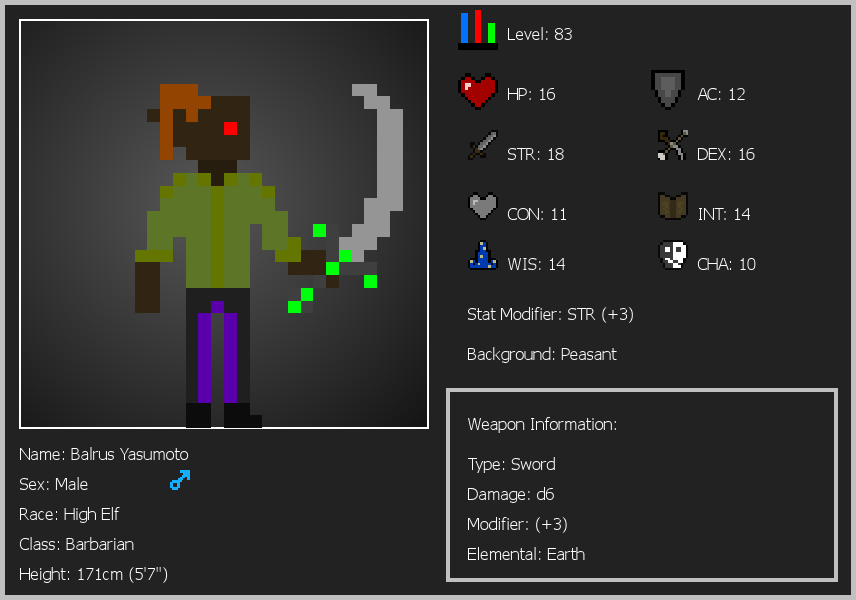 Level: 83
HP: 16
AC: 12
STR: 18
DEX: 16
CON: 11
INT: 14
WIS: 14
CHA: 10
Stat Modifier: STR (+3)
Background: Peasant
Weapon Information:
Type: Sword
Damage: d6
Modifier: (+3)
Elemental: Earth
Name: Balrus Yasumoto
Sex: Male
Race: High Elf
Class: Barbarian
Height: 171cm (5'7")